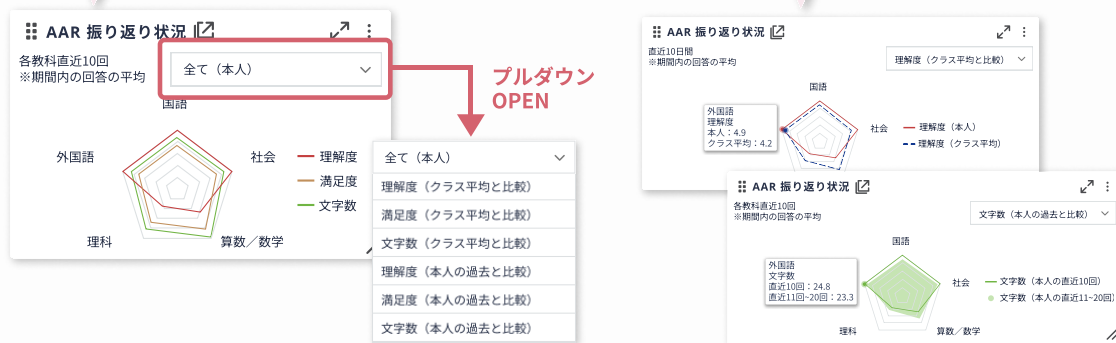 AAR 振り返り状況
各教科直近10回
※期間内の回答の平均
全て（本人）
国語
外国語
社会
理科
算数／数学
理解度
満足度
文字数
プルダウン
OPEN
全て（本人）
理解度（クラス平均と比較）
満足度（クラス平均と比較）
文字数（クラス平均と比較）
理解度（本人の過去と比較）
満足度（本人の過去と比較）
文字数（本人の過去と比較）
AAR 振り返り状況
直近10日間
※期間内の回答の平均
理解度（クラス平均と比較）
国語
外国語
理解度
本人：4.9
クラス平均：4.2
社会
理解度（本人）
理解度（クラス平均）
AAR 振り返り状況
各教科直近10回
※期間内の回答の平均
文字数（本人の過去と比較）
国語
外国語
文字数
直近10回：24.8
直近11回~20回：23.3
社会
理科
算数／数学
文字数（本人の直近10回）
文字数（本人の直近11~20回）